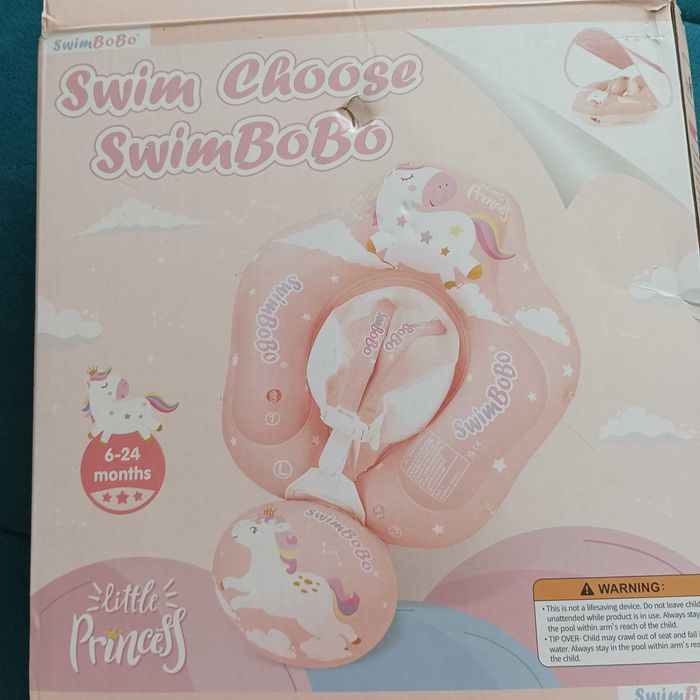 SwimBoBo®
Swim Choose
SwimBoBo
little
Princess
SwimBoBo
SwimBoBo
BoBo
SwimBoBo
L
SwimBoBo
6-24
months
little
Princess
WARNING:
• This is not a lifesaving device. Do not leave child
unattended while product is in use. Always stay
the pool within arm's reach of the child.
• TIP OVER- Child may crawl out of seat and fall
water. Always stay in the pool within arm's
the child.
SwimBo